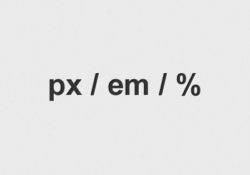 px / em / %